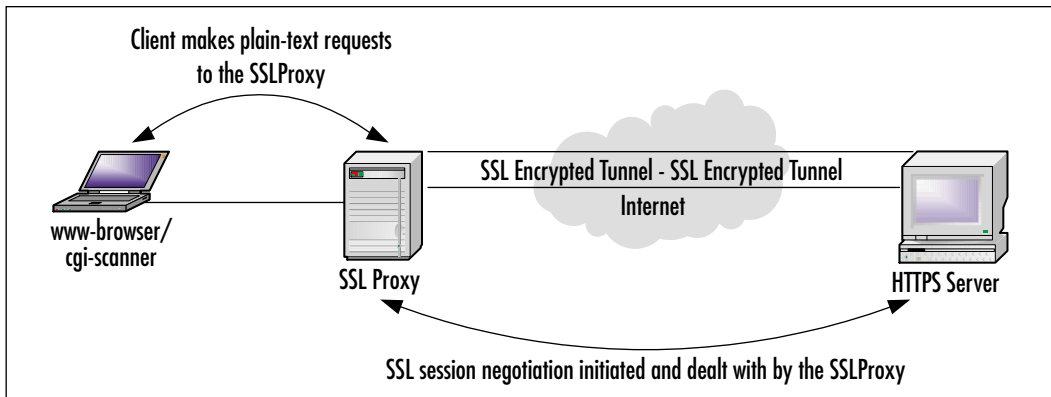 Client makes plain-text requests
to the SSLProxy
SSL Encrypted Tunnel - SSL Encrypted Tunnel
Internet
www-browser/
cgi-scanner
SSL Proxy
HTTPS Server
SSL session negotiation initiated and dealt with by the SSLProxy